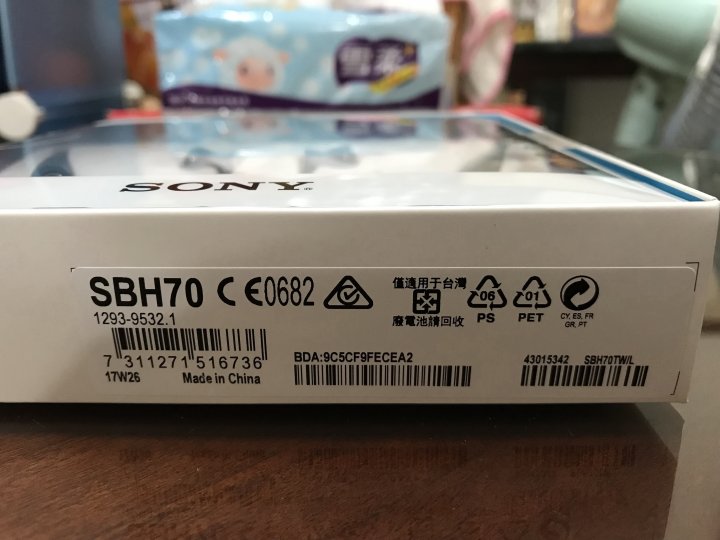 雪柔
SONY
SBH70 CE0682
1293-9532.1
7 311271 516736
17W26 Made in China
BDA:9C5CF9FECEA2
僅適用于台灣
廢電池請回收
06
PS
01
PET
CY, ES, FR
GR, PT
43015342 SBH70TW/L